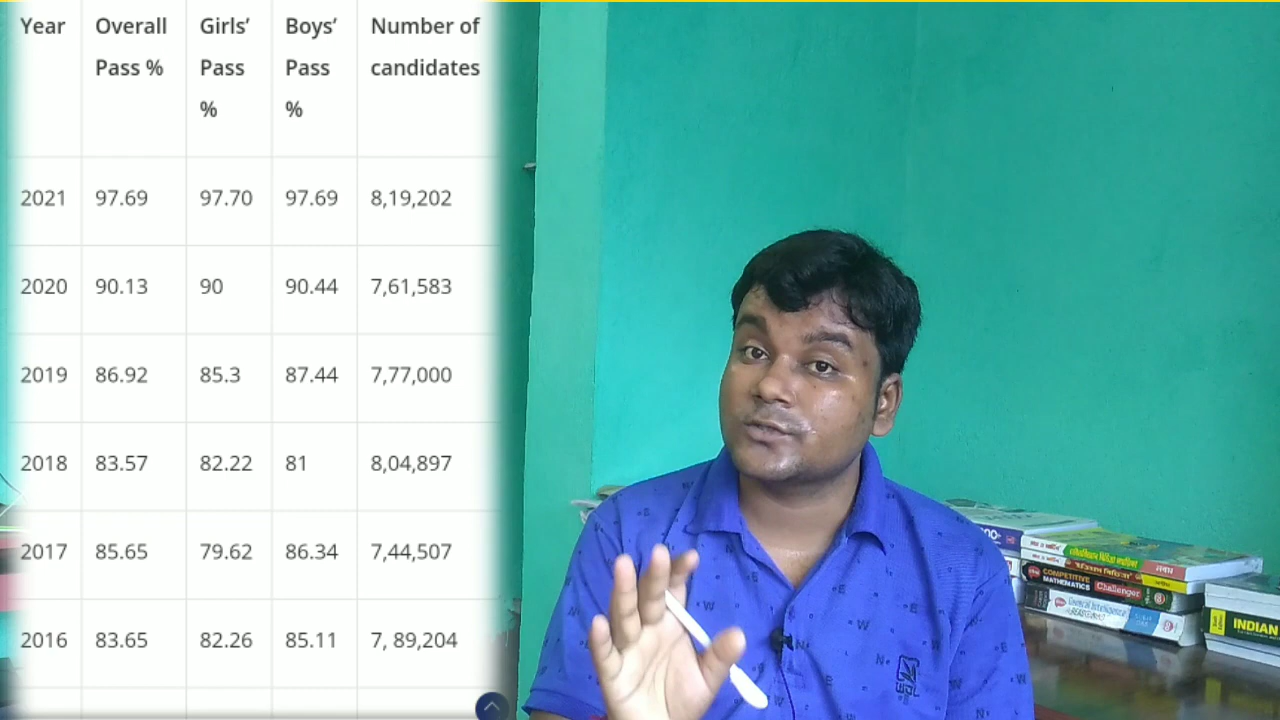 Year Overall Pass % Girls’ Pass % Boys’ Pass % Number of candidates
2021 97.69 97.70 97.69 8,19,202
2020 90.13 90 90.44 7,61,583
2019 86.92 85.3 87.44 7,77,000
2018 83.57 82.22 81 8,04,897
2017 85.65 79.62 86.34 7,44,507
2016 83.65 82.26 85.11 7, 89,204
COMPETITIVE
MATHEMATICS
Challenger
General Intelligence
INDIAN